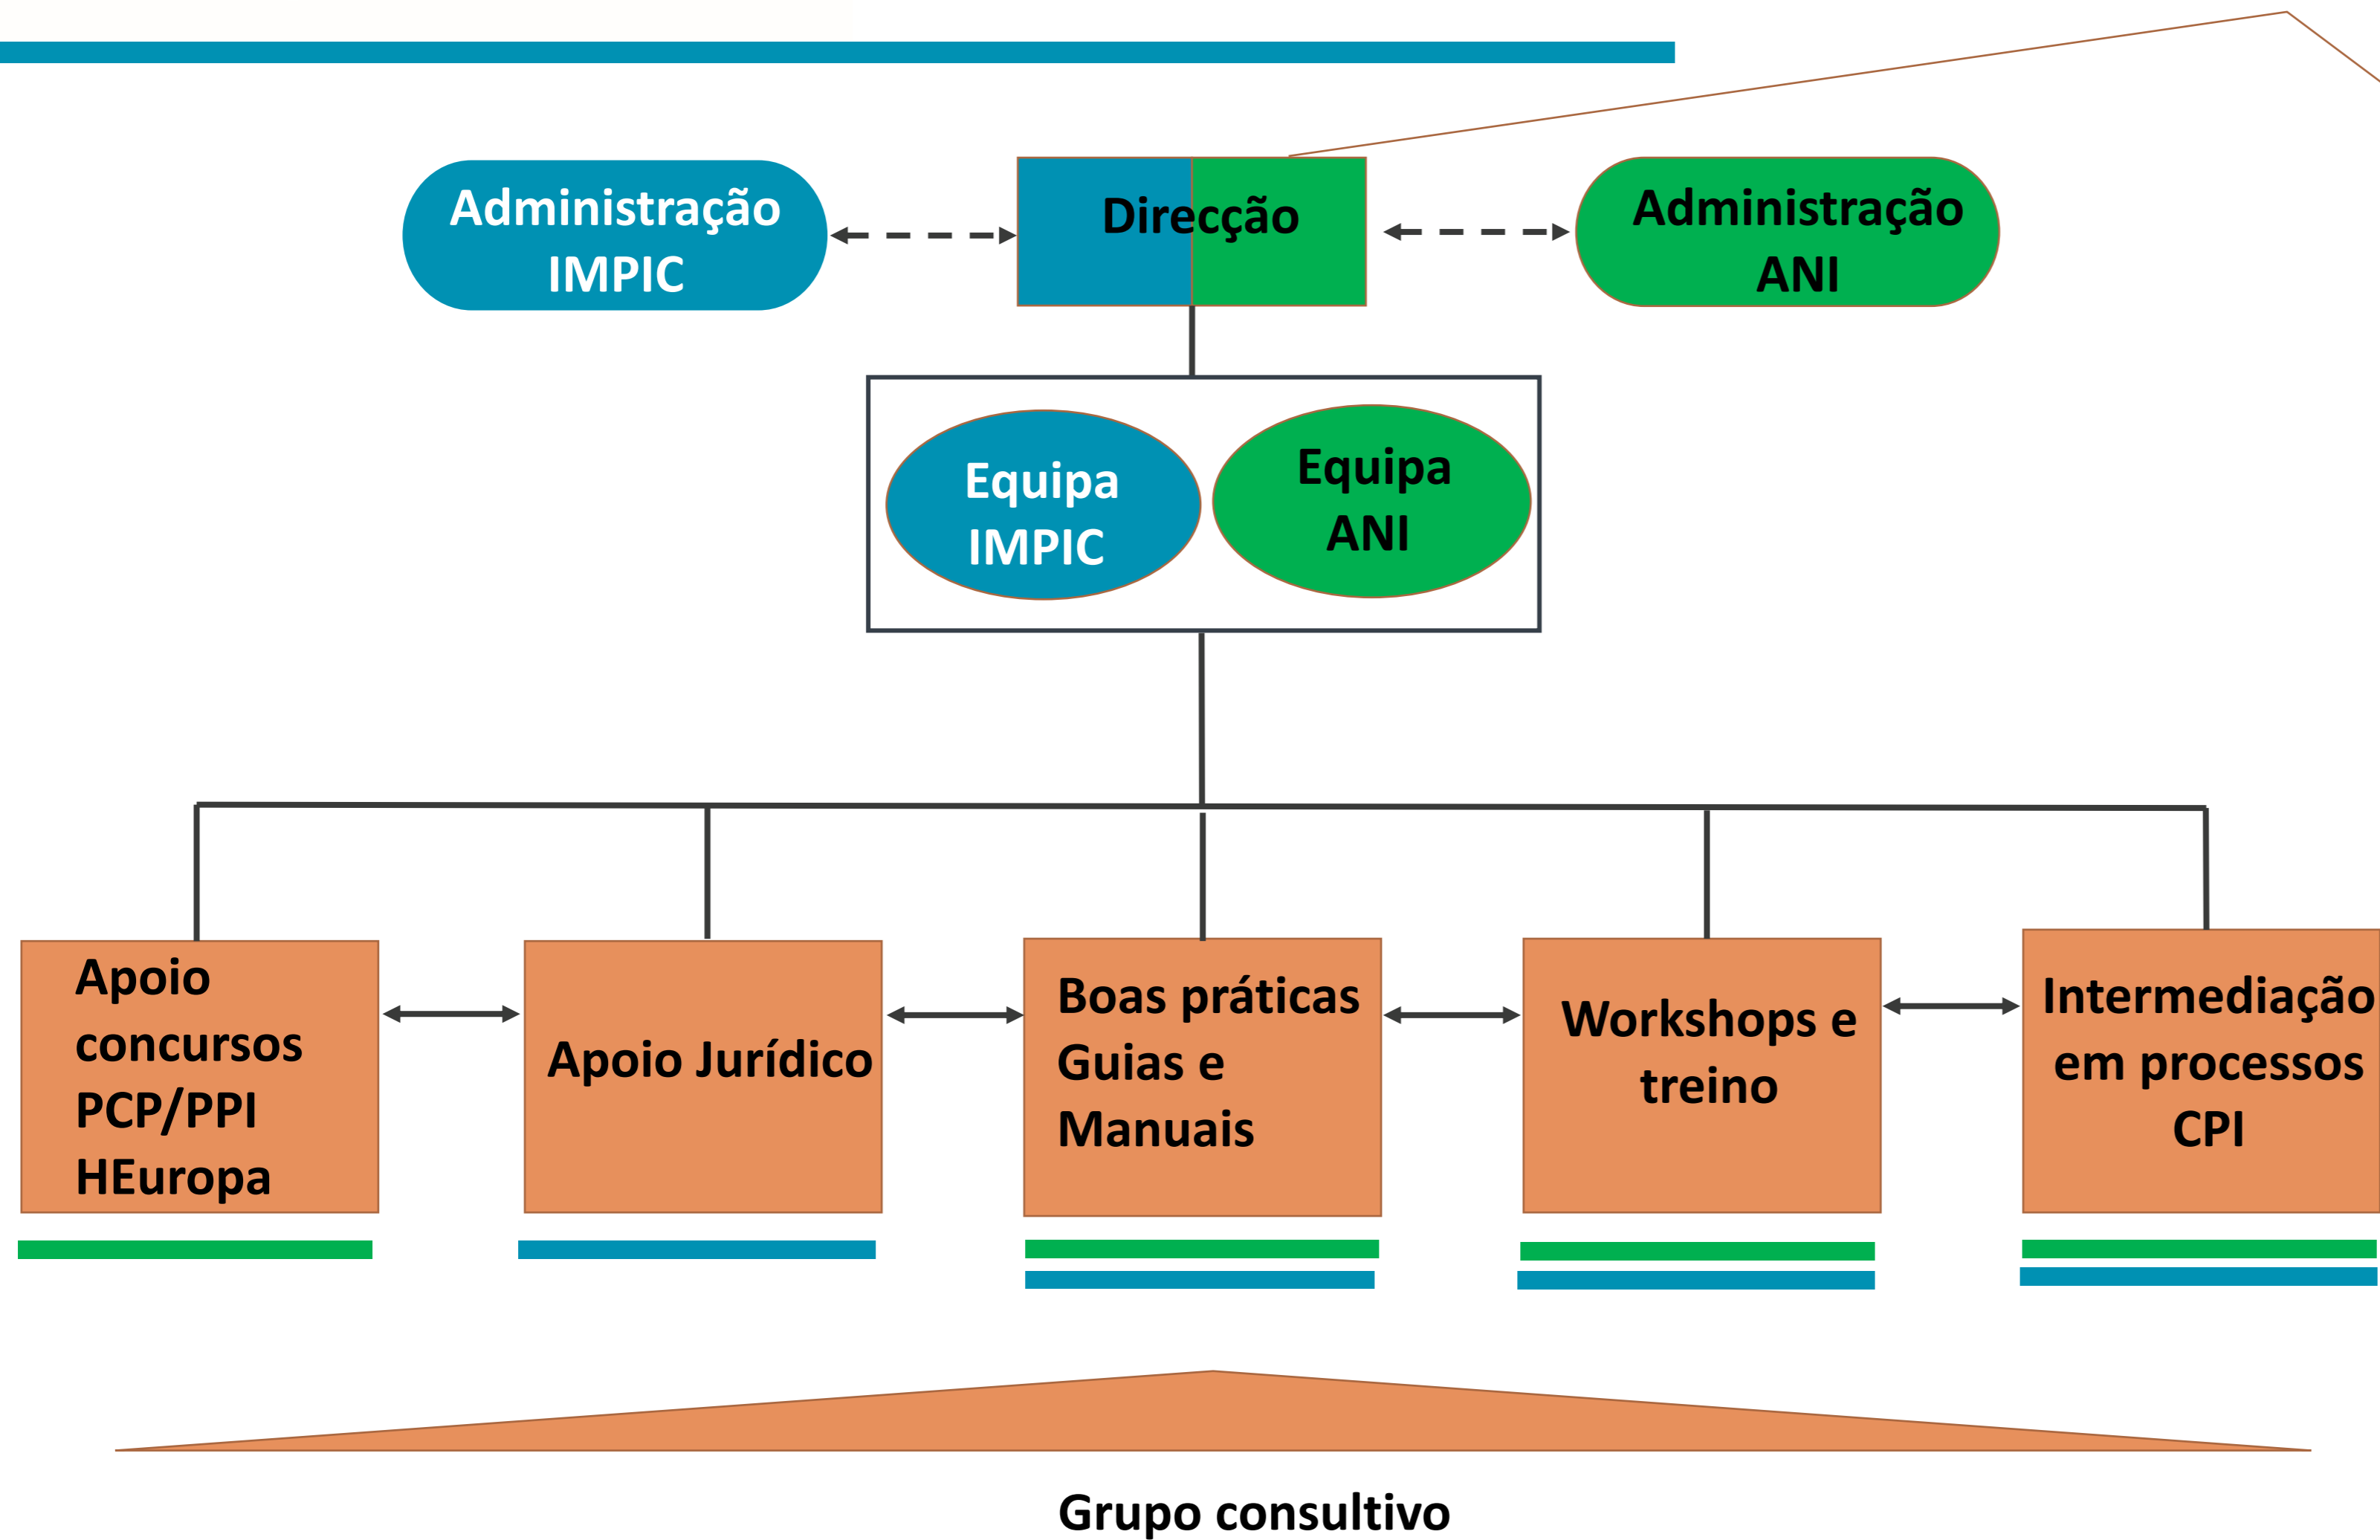 Administração
IMPIC
Direcção
Administração
ANI
Equipa
IMPIC
Equipa
ANI
Apoio
concursos
PCP/PPI
HEuropa
Apoio Jurídico
Boas práticas
Guias e
Manuais
Workshops e
treino
Intermediação
em processos
CPI
Grupo consultivo